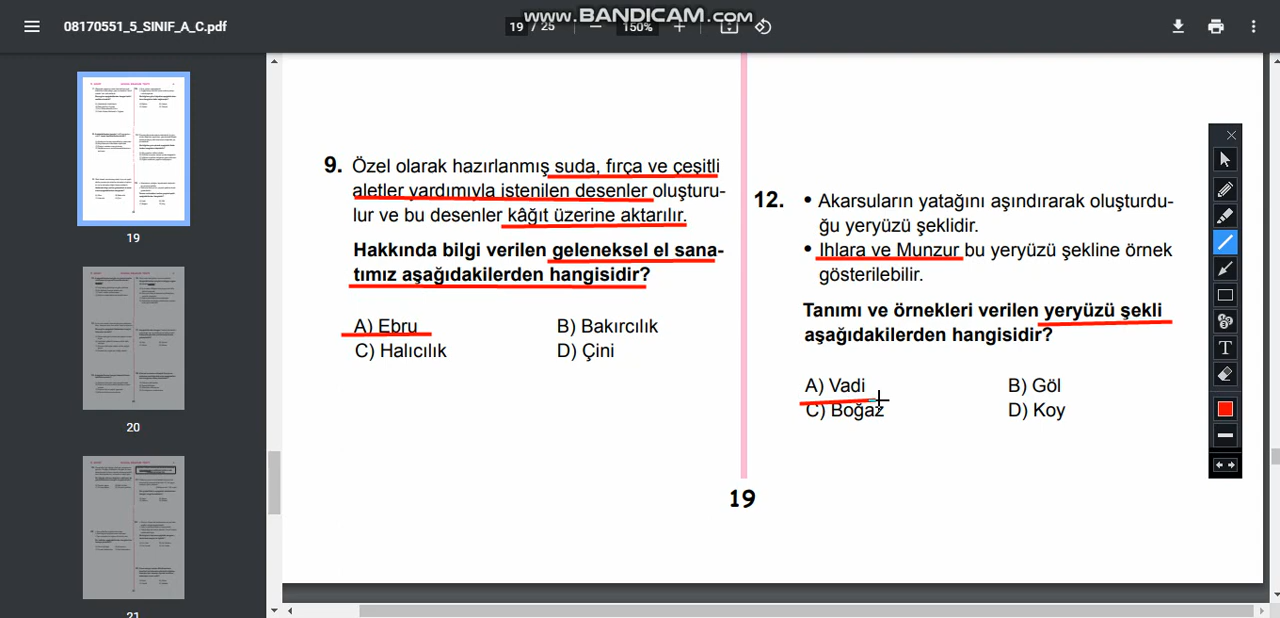 www.BANDICAM.com
08170551_5_SINIF_A_C.pdf
19 / 25
150%
19
20
21
9. Özel olarak hazırlanmış suda, fırça ve çeşitli
aletler yardımıyla istenilen desenler oluşturu-
lur ve bu desenler kâğıt üzerine aktarılır.
Hakkında bilgi verilen geleneksel el sana-
tımız aşağıdakilerden hangisidir?
A) Ebru B) Bakırcılık
C) Halıcılık D) Çini
12. • Akarsuların yatağını aşındırarak oluşturdu-
ğu yeryüzü şeklidir.
• Ihlara ve Munzur bu yeryüzü şekline örnek
gösterilebilir.
Tanımı ve örnekleri verilen yeryüzü şekli
aşağıdakilerden hangisidir?
A) Vadi B) Göl
C) Boğaz D) Koy
19